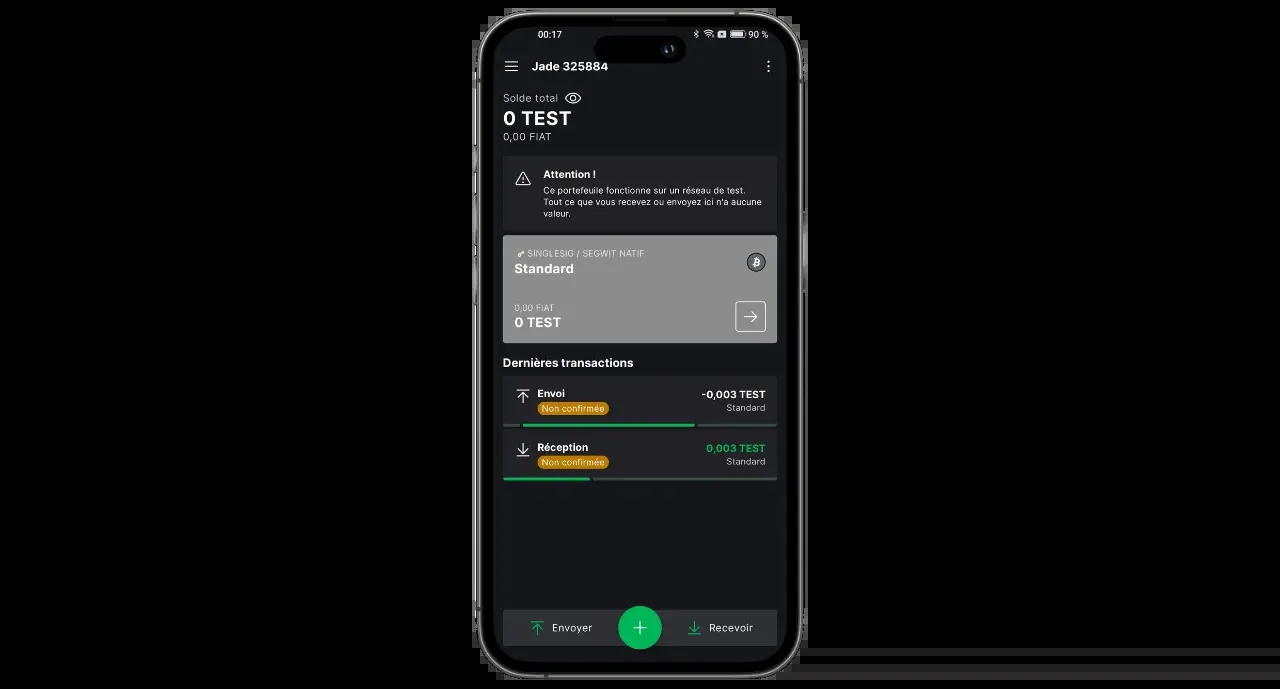 00:17
90 %
Jade 325884
Solde total
0 TEST
0,00 FIAT
Attention !
Ce portefeuille fonctionne sur un réseau de test.
Tout ce que vous recevez ou envoyez ici n'a aucune
valeur.
SINGLESIG / SEGWIT NATIF
Standard
0,00 FIAT
0 TEST
Dernières transactions
Envoi
-0,003 TEST
Non confirmée
Standard
Réception
0,003 TEST
Non confirmée
Standard
Envoyer
Recevoir